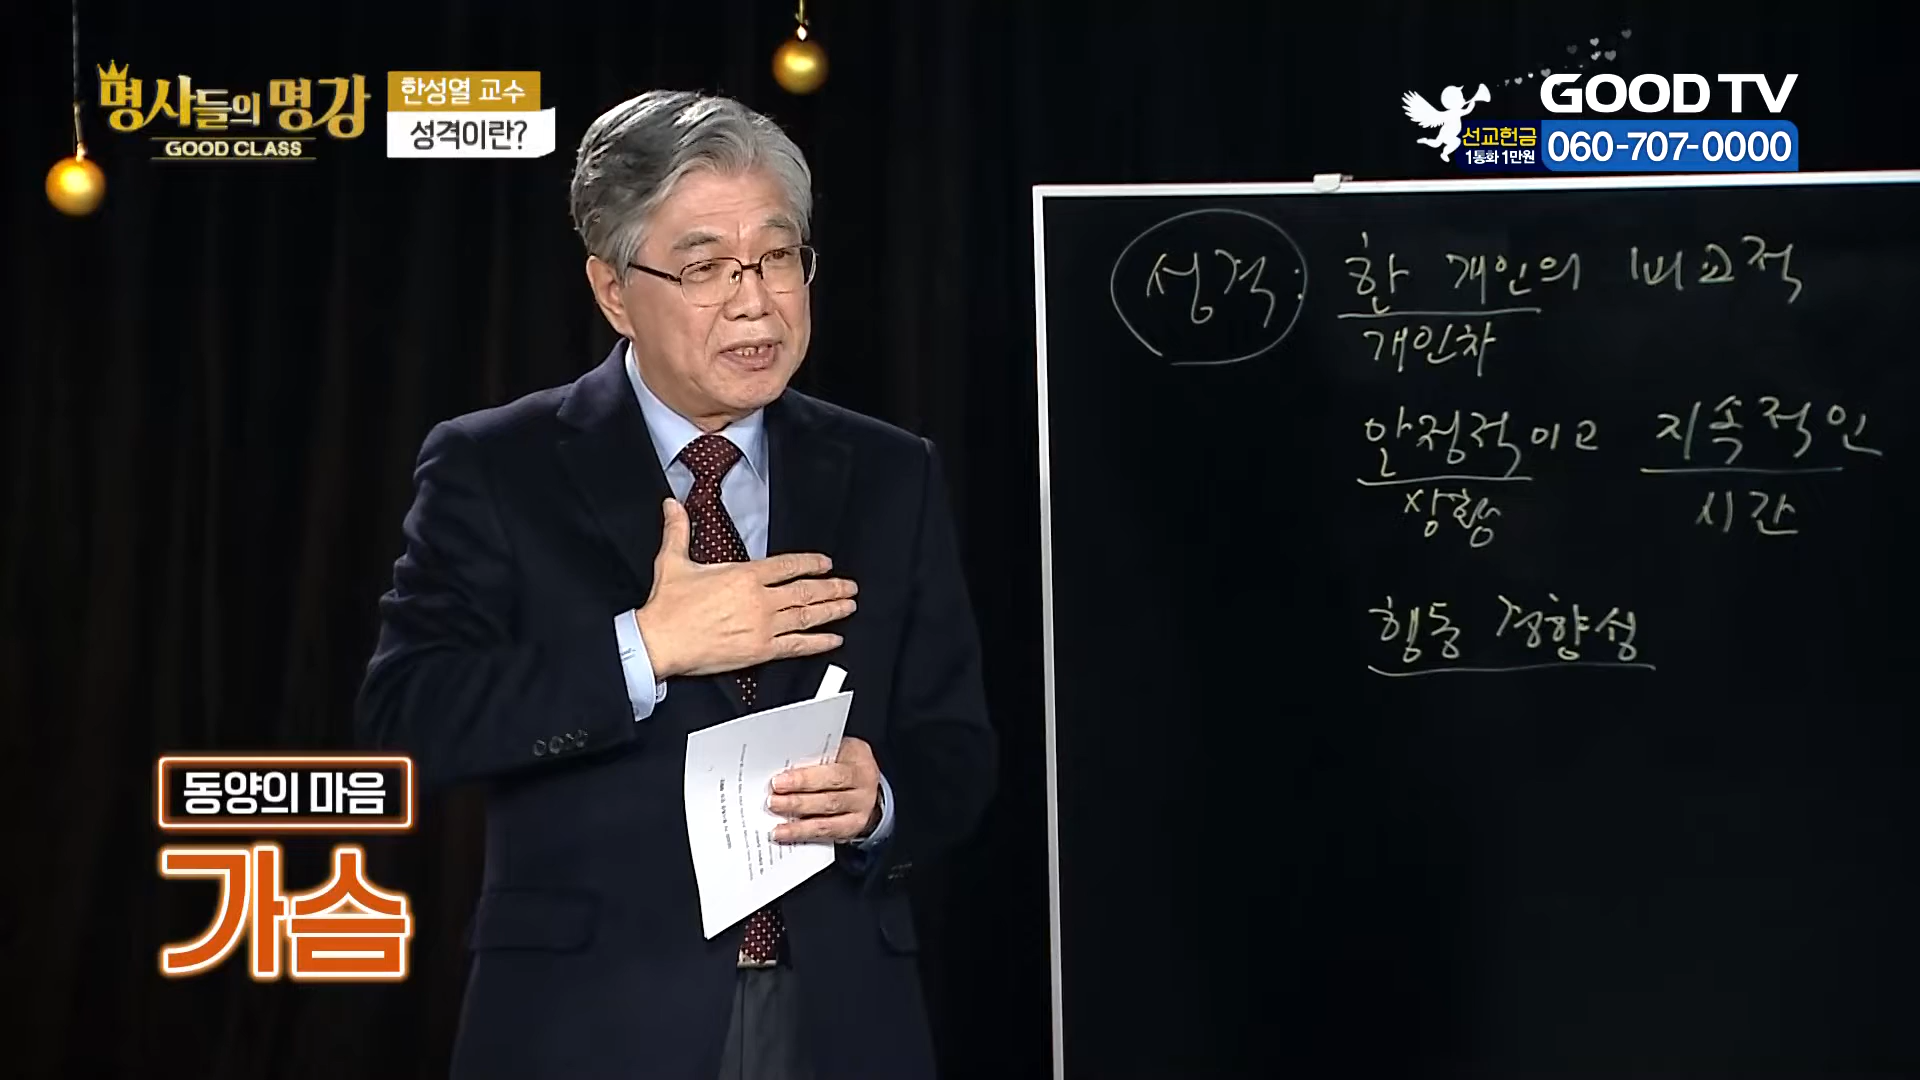 명사들의 명강
GOOD CLASS
한성열 교수
성격이란?
GOOD TV
선교헌금
1통화 1만원
060-707-0000
성격: 한 개인의 비교적
개인차
안정적이고 지속적인
상황 시간
행동 경향성
동양의 마음
가슴